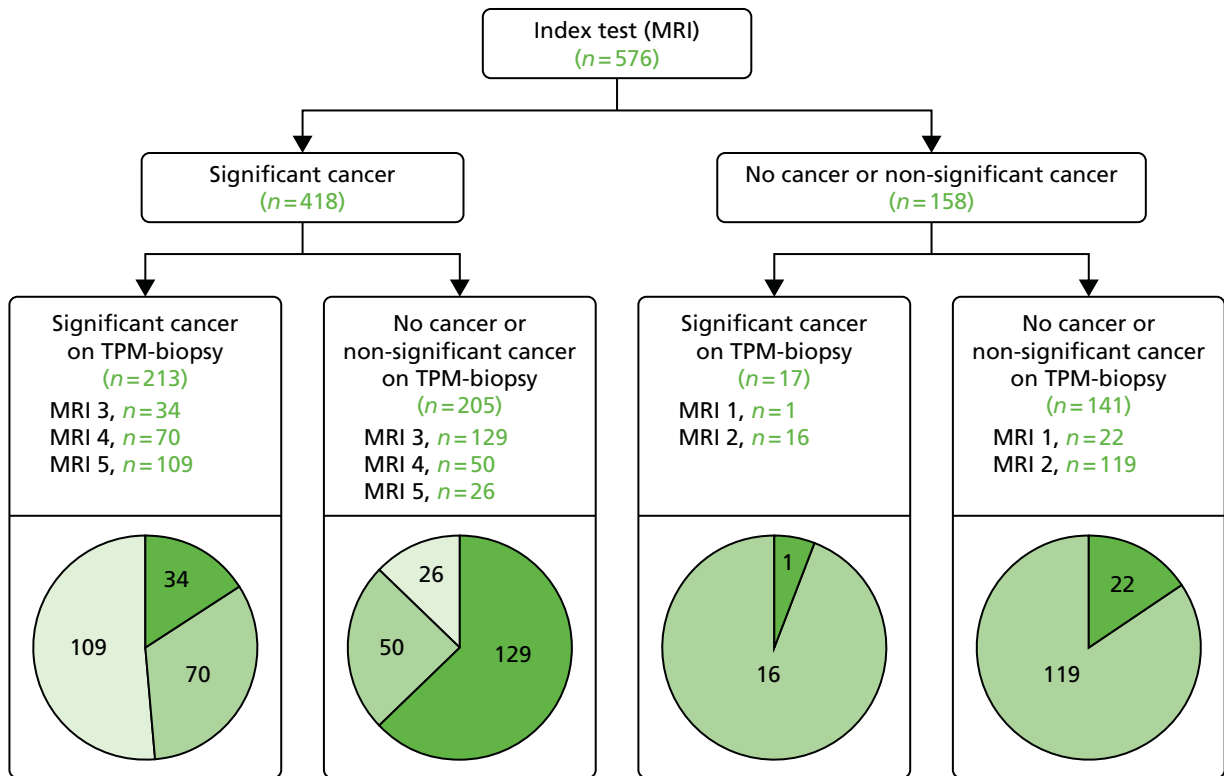 Index test (MRI)
(n=576)
Significant cancer
(n=418)
No cancer or non-significant cancer
(n=158)
Significant cancer
on TPM-biopsy
(n=213)
MRI 3, n=34
MRI 4, n=70
MRI 5, n=109
No cancer or
non-significant cancer
on TPM-biopsy
(n=205)
MRI 3, n=129
MRI 4, n=50
MRI 5, n=26
Significant cancer
on TPM-biopsy
(n=17)
MRI 1, n=1
MRI 2, n=16
No cancer or
non-significant cancer
on TPM-biopsy
(n=141)
MRI 1, n=22
MRI 2, n=119
34
70
109
129
50
26
1
16
22
119